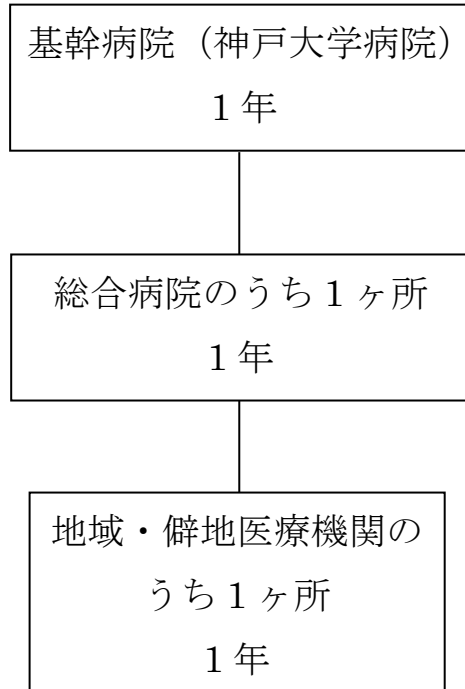 基幹病院（神戸大学病院）
１年
総合病院のうち１ヶ所
１年
地域・僻地医療機関の
うち１ヶ所
１年